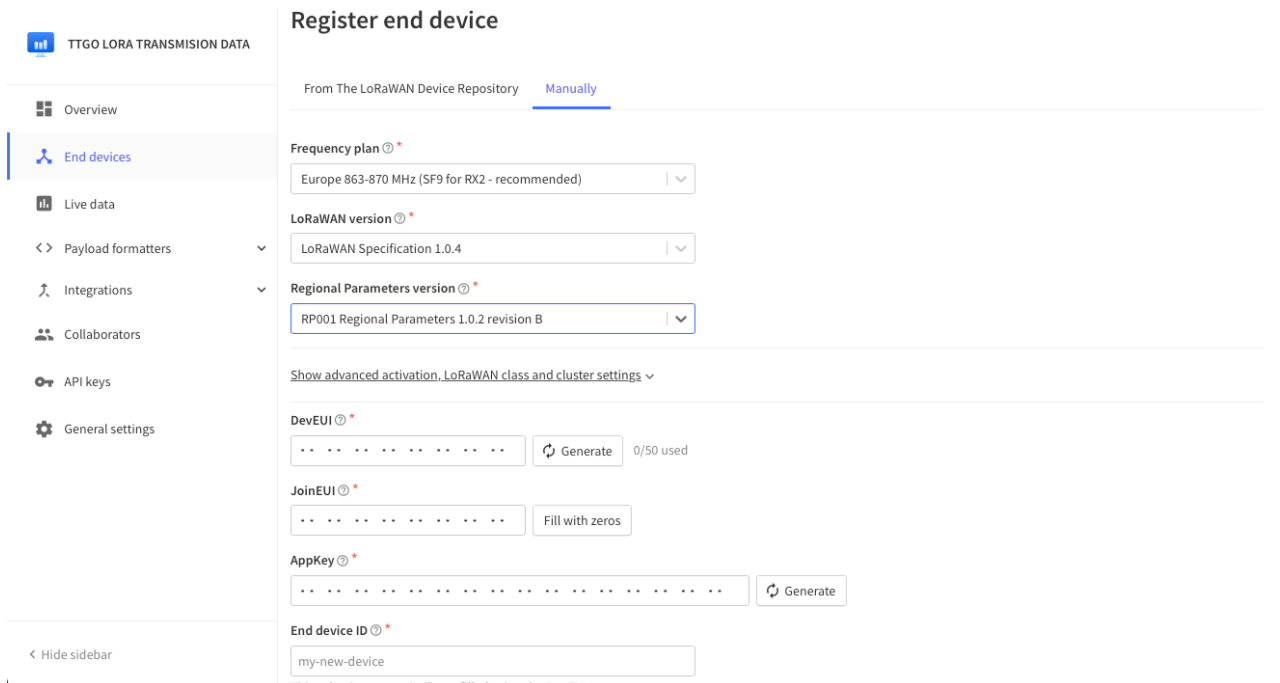 Register end device
TTGO LORA TRANSMISION DATA
From The LoRaWAN Device Repository
Manually
Overview
End devices
Live data
Payload formatters
Integrations
Collaborators
API keys
General settings
Hide sidebar
Frequency plan *
Europe 863-870 MHz (SF9 for RX2 - recommended)
LoRaWAN version *
LoRaWAN Specification 1.0.4
Regional Parameters version *
RP001 Regional Parameters 1.0.2 revision B
Show advanced activation, LoRaWAN class and cluster settings
DevEUI *
Generate
0/50 used
JoinEUI *
Fill with zeros
AppKey *
Generate
End device ID *
my-new-device